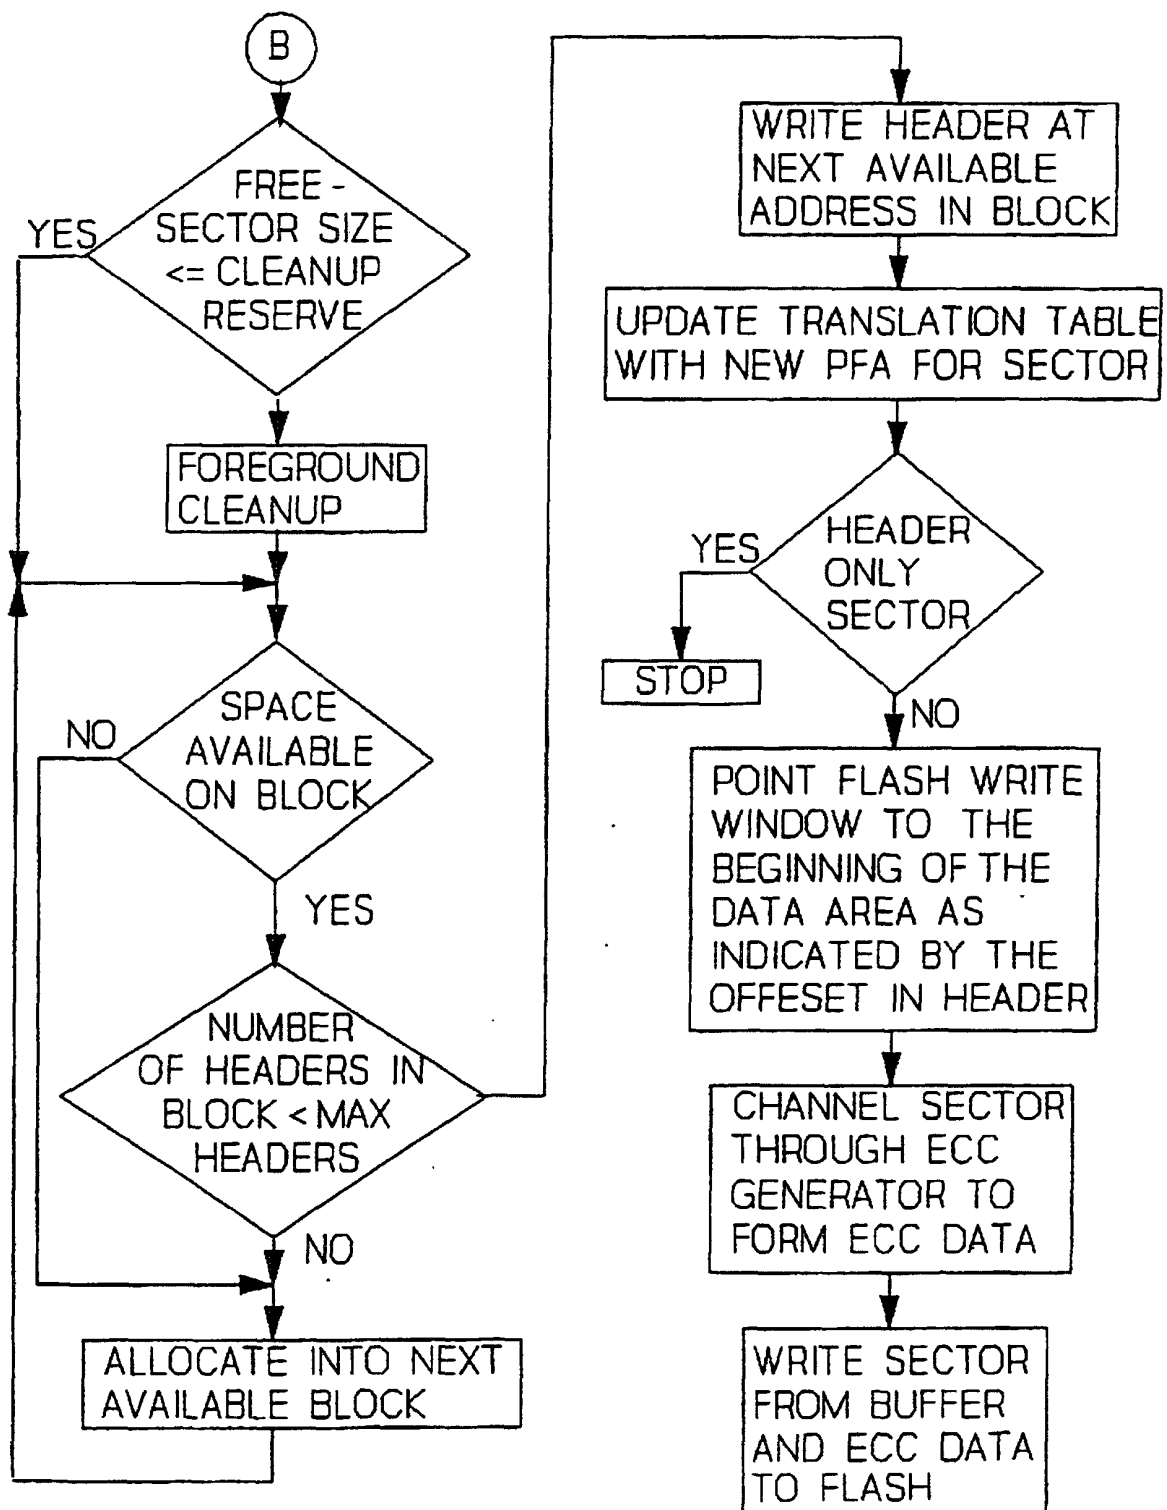 B
FREE -
SECTOR SIZE
<= CLEANUP
RESERVE
YES
FOREGROUND
CLEANUP
SPACE
AVAILABLE
ON BLOCK
NO
YES
NUMBER
OF HEADERS IN
BLOCK < MAX
HEADERS
NO
ALLOCATE INTO NEXT
AVAILABLE BLOCK
WRITE HEADER AT
NEXT AVAILABLE
ADDRESS IN BLOCK
UPDATE TRANSLATION TABLE
WITH NEW PFA FOR SECTOR
HEADER
ONLY
SECTOR
YES
STOP
NO
POINT FLASH WRITE
WINDOW TO THE
BEGINNING OF THE
DATA AREA AS
INDICATED BY THE
OFFESET IN HEADER
CHANNEL SECTOR
THROUGH ECC
GENERATOR TO
FORM ECC DATA
WRITE SECTOR
FROM BUFFER
AND ECC DATA
TO FLASH